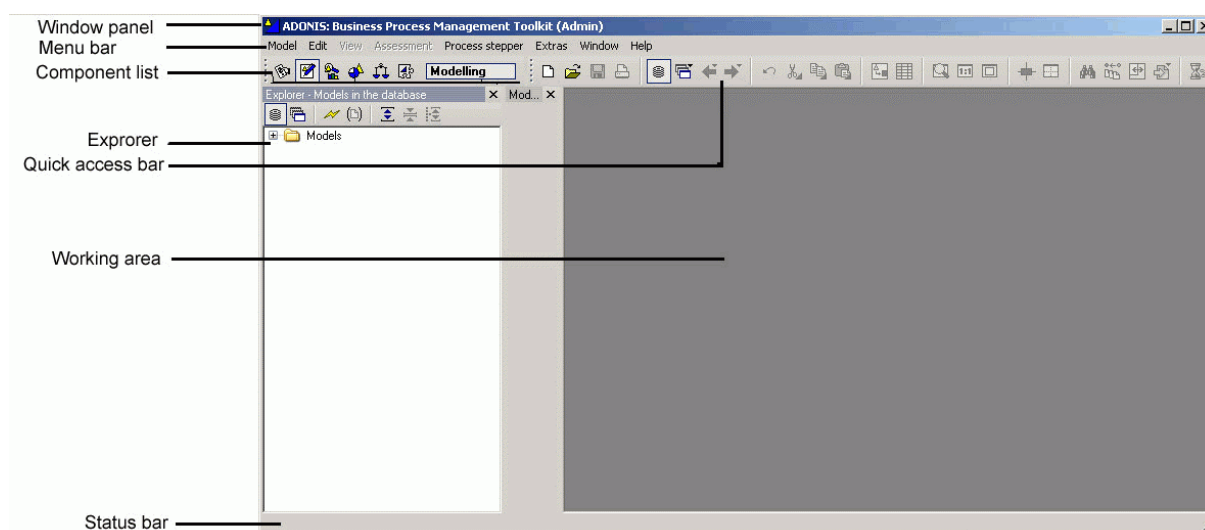 Window panel
ADONIS: Business Process Management Toolkit (Admin)
Menu bar
Model Edit View Assessment Process stepper Extras Window Help
Component list
Modelling
Explorer - Models in the database
Mod...
Exprorer
Models
Quick access bar
Working area
Status bar